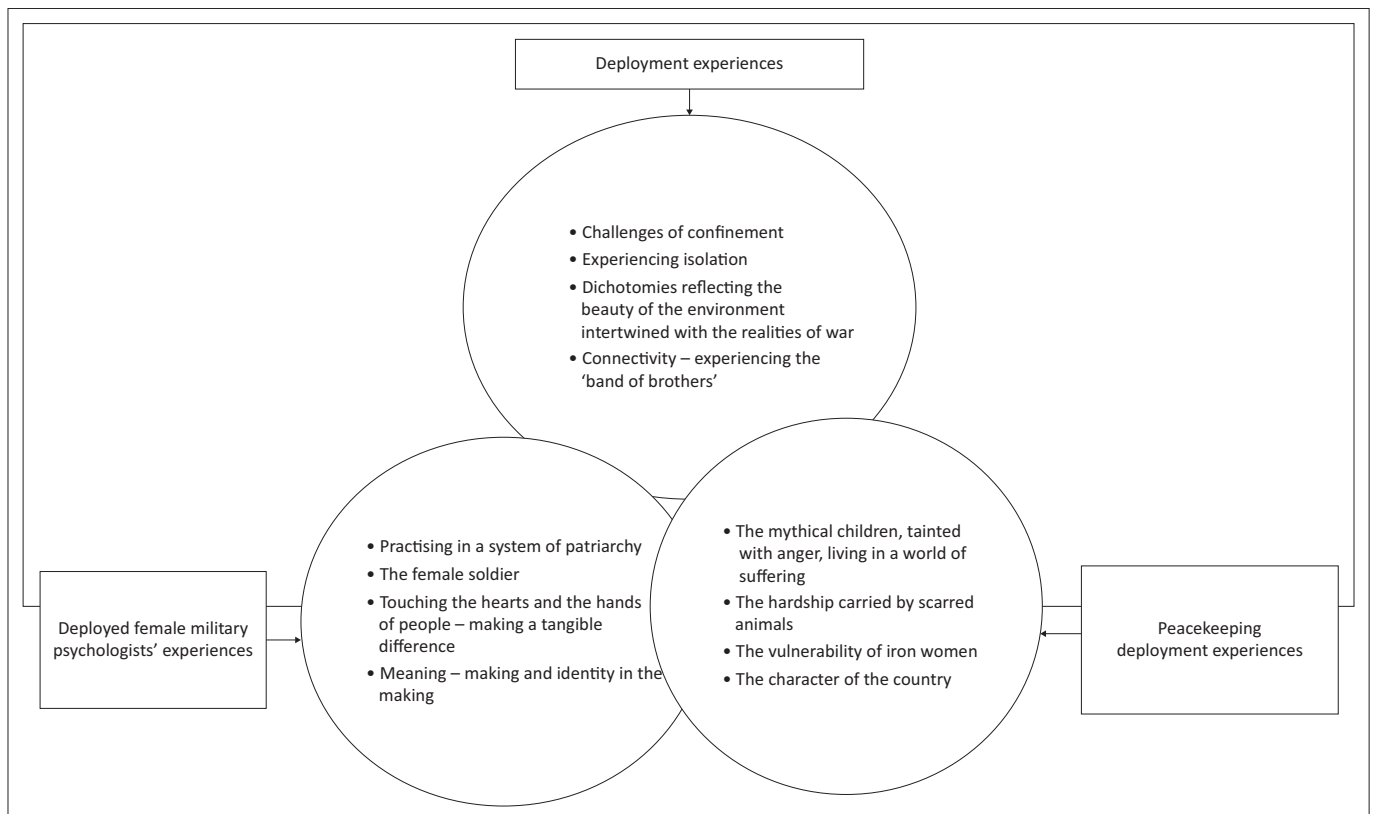 Deployment experiences
• Challenges of confinement
• Experiencing isolation
• Dichotomies reflecting the
beauty of the environment
intertwined with the realities of war
• Connectivity – experiencing the
‘band of brothers’
• Practising in a system of patriarchy
• The female soldier
• Touching the hearts and the hands
of people – making a tangible
difference
• Meaning – making and identity in the
making
• The mythical children, tainted
with anger, living in a world of
suffering
• The hardship carried by scarred
animals
• The vulnerability of iron women
• The character of the country
Deployed female military
psychologists’ experiences
Peacekeeping
deployment experiences